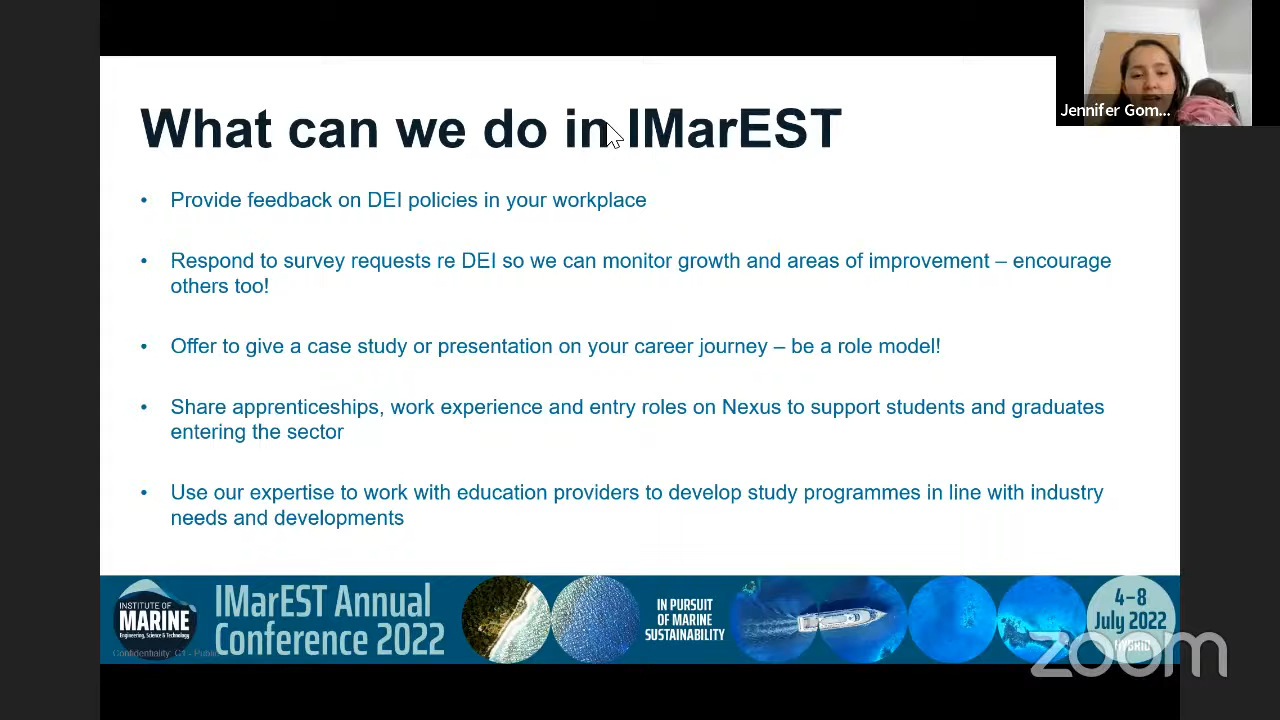 What can we do in IMarEST
Jennifer Gom...
• Provide feedback on DEI policies in your workplace
• Respond to survey requests re DEI so we can monitor growth and areas of improvement – encourage
others too!
• Offer to give a case study or presentation on your career journey – be a role model!
• Share apprenticeships, work experience and entry roles on Nexus to support students and graduates
entering the sector
• Use our expertise to work with education providers to develop study programmes in line with industry
needs and developments
INSTITUTE OF
MARINE
Engineering, Science & Technology
Confidentiality: C1 - Public
IMarEST Annual
Conference 2022
IN PURSUIT
OF MARINE
SUSTAINABILITY
4–8
July 2022
HYBRID
zoom